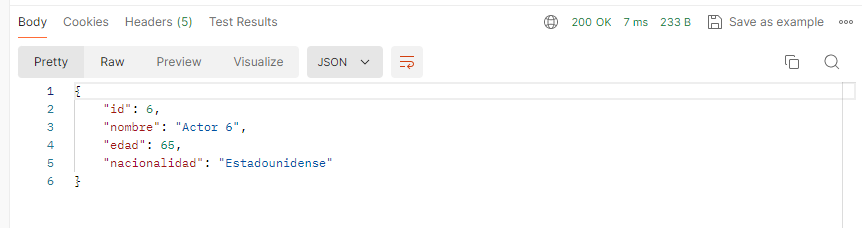 Body Cookies Headers (5) Test Results 200 OK 7 ms 233 B Save as example
Pretty Raw Preview Visualize JSON
1 {
2 "id": 6,
3 "nombre": "Actor 6",
4 "edad": 65,
5 "nacionalidad": "Estadounidense"
6 }